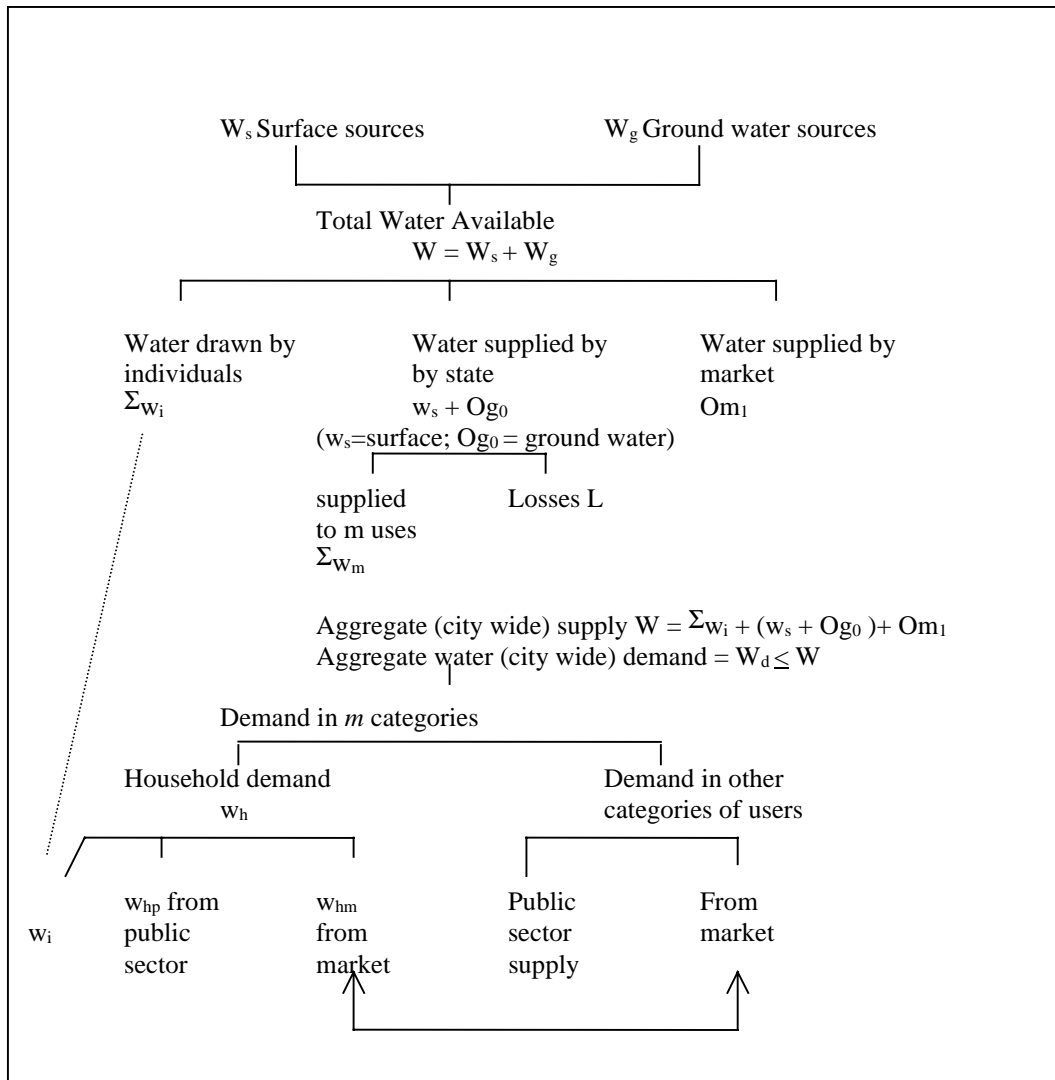 Wₛ Surface sources
W_g Ground water sources
Total Water Available
W = Wₛ + W_g
Water drawn by
individuals
Σwᵢ
Water supplied by
by state
wₛ + Og₀
(wₛ=surface; Og₀ = ground water)
Water supplied by
market
Om₁
supplied
to m uses
Σwₘ
Losses L
Aggregate (city wide) supply W = Σwᵢ + (wₛ + Og₀ )+ Om₁
Aggregate water (city wide) demand = W_d ≤ W
Demand in m categories
Household demand
wₕ
Demand in other
categories of users
wᵢ
wₕₚ from
public
sector
wₕₘ
from
market
Public
sector
supply
From
market